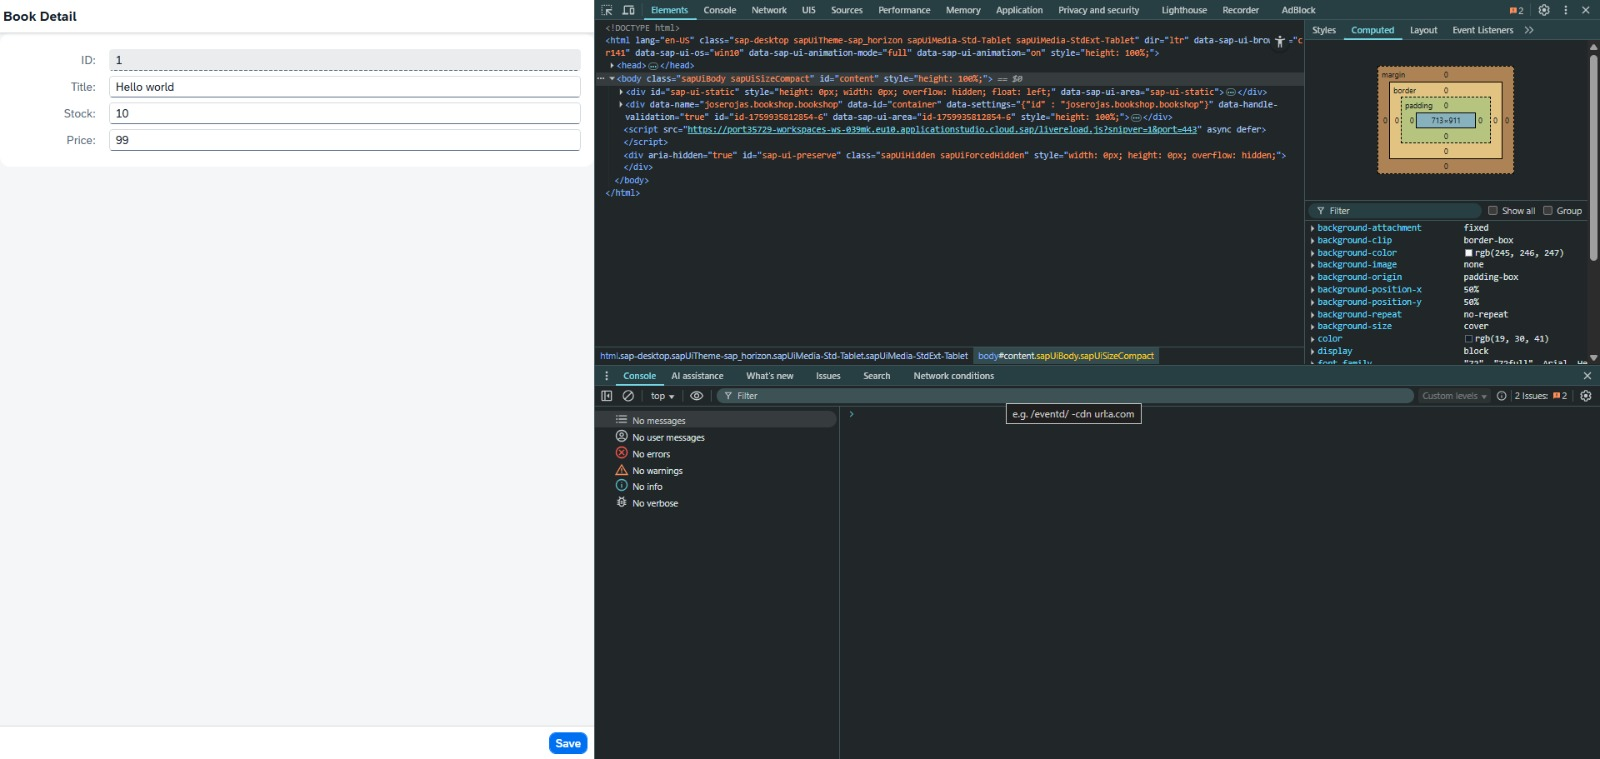 Book Detail
ID: 1
Title: Hello world
Stock: 10
Price: 99
Save
Elements Console Network UI5 Sources Performance Memory Application Privacy and security Lighthouse Recorder AdBlock 2
<!DOCTYPE html>
<html lang="en-US" class="sap-desktop sapUiTheme-sap_horizon sapUiMedia-Std-Tablet sapUiMedia-StdExt-Tablet" dir="ltr" data-sap-ui-brow ="c
r141" data-sap-ui-os="win10" data-sap-ui-animation-mode="full" data-sap-ui-animation="on" style="height: 100%;">
<head>…</head>
… <body class="sapUiBody sapUiSizeCompact" id="content" style="height: 100%;"> == $0
<div id="sap-ui-static" style="height: 0px; width: 0px; overflow: hidden; float: left;" data-sap-ui-area="sap-ui-static">…</div>
<div data-name="joserojas.bookshop.bookshop" data-id="container" data-settings="{"id" : "joserojas.bookshop.bookshop"}" data-handle-
validation="true" id="id-1759935812854-6" data-sap-ui-area="id-1759935812854-6" style="height: 100%;">…</div>
<script src="https://port35729-workspaces-ws-039mk.eu10.applicationstudio.cloud.sap/livereload.js?snipver=1&port=443" async defer>
</script>
<div aria-hidden="true" id="sap-ui-preserve" class="sapUiHidden sapUiForcedHidden" style="width: 0px; height: 0px; overflow: hidden;">
</div>
</body>
</html>
html.sap-desktop.sapUiTheme-sap_horizon.sapUiMedia-Std-Tablet.sapUiMedia-StdExt-Tablet body#content.sapUiBody.sapUiSizeCompact
Styles Computed Layout Event Listeners
margin 0
border 0
padding 0
0 0 0 713×911 0 0 0
0
0
0
Filter Show all Group
background-attachment fixed
background-clip border-box
background-color rgb(245, 246, 247)
background-image none
background-origin padding-box
background-position-x 50%
background-position-y 50%
background-repeat no-repeat
background-size cover
color rgb(19, 30, 41)
display block
Console AI assistance What's new Issues Search Network conditions
top Filter Custom levels 2 Issues: 2
e.g. /eventd/ -cdn url:a.com
No messages
No user messages
No errors
No warnings
No info
No verbose